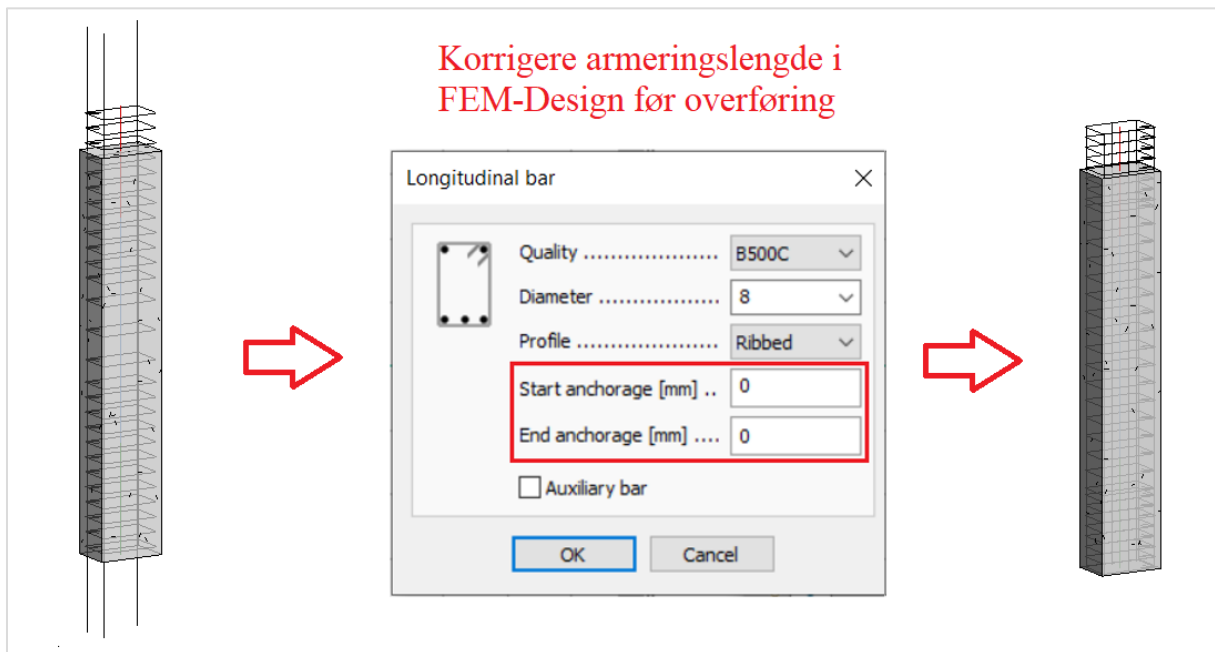 Korrigere armeringslengde i
FEM-Design før overføring
Longitudinal bar
Quality .................... B500C
Diameter .................. 8
Profile ..................... Ribbed
Start anchorage [mm] .. 0
End anchorage [mm] .... 0
Auxiliary bar
OK Cancel